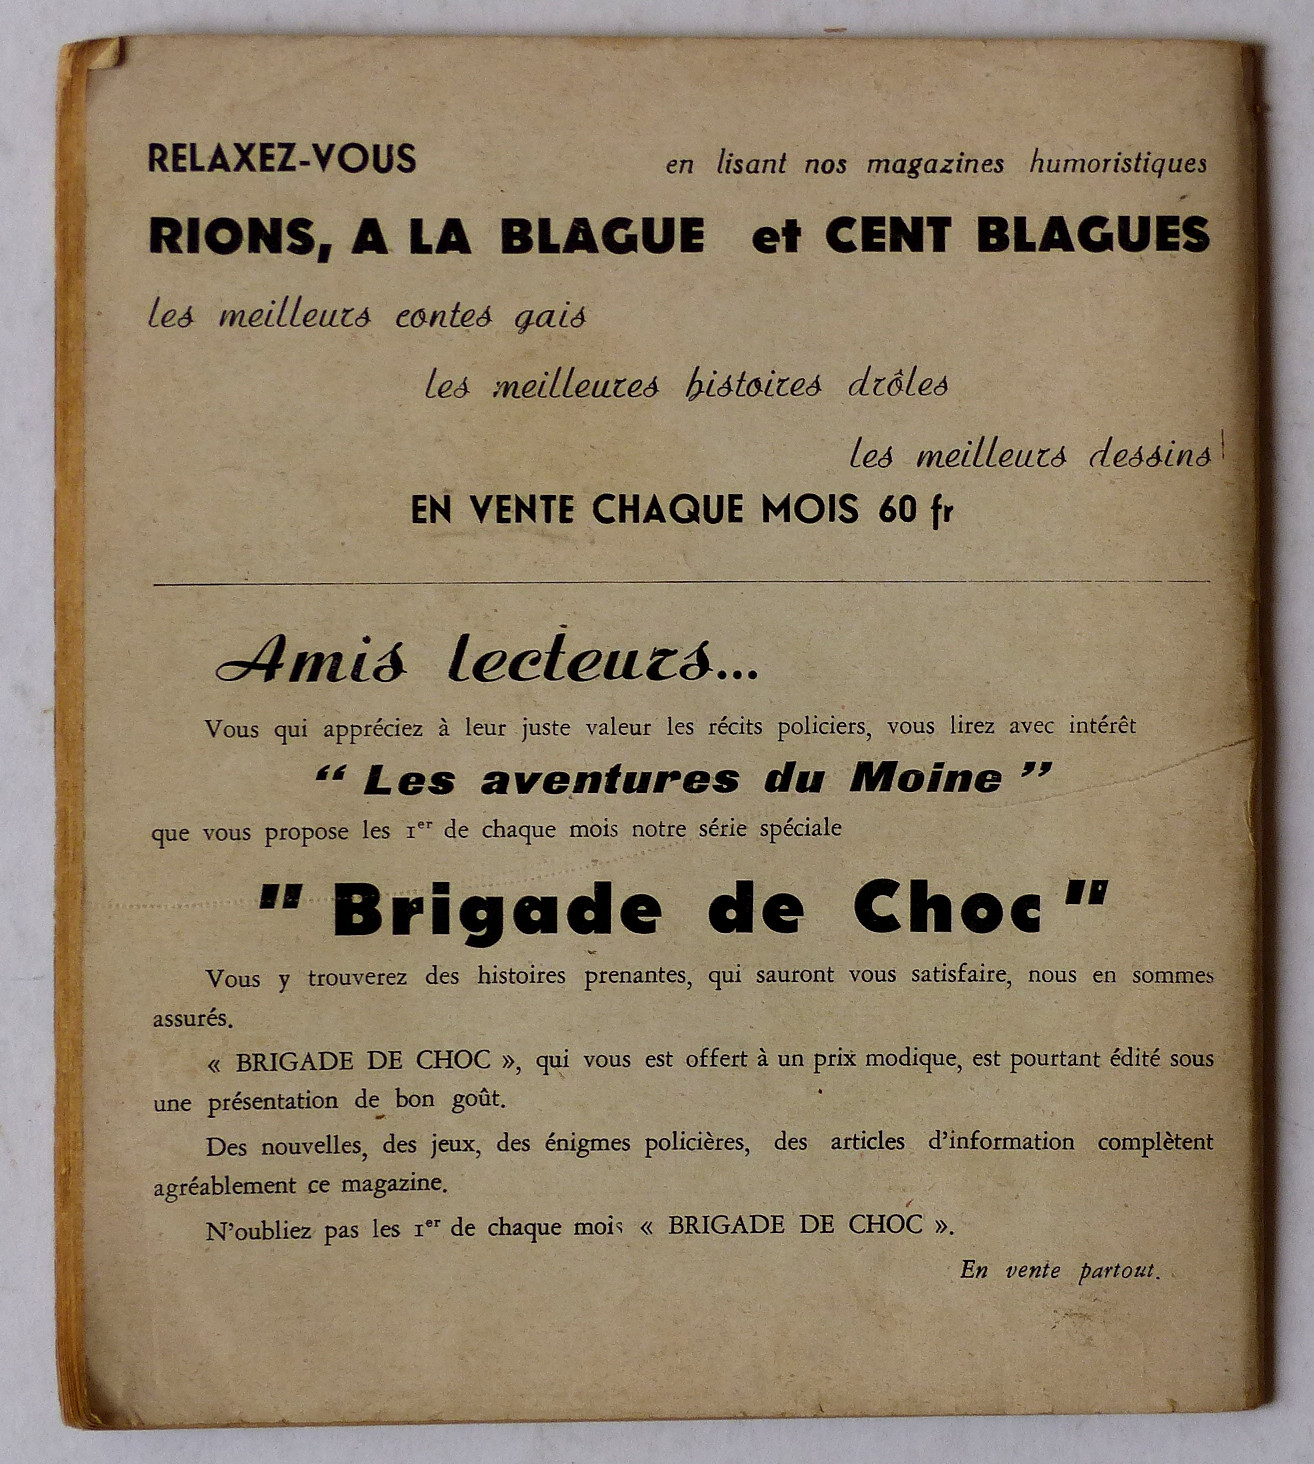 RELAXEZ-VOUS en lisant nos magazines humoristiques
RIONS, A LA BLAGUE et CENT BLAGUES
les meilleurs contes gais
les meilleures histoires drôles
les meilleurs dessins
EN VENTE CHAQUE MOIS 60 fr
Amis lecteurs...
Vous qui appréciez à leur juste valeur les récits policiers, vous lirez avec intérêt
“ Les aventures du Moine ”
que vous propose les 1er de chaque mois notre série spéciale
" Brigade de Choc "
Vous y trouverez des histoires prenantes, qui sauront vous satisfaire, nous en sommes
assurés.
« BRIGADE DE CHOC », qui vous est offert à un prix modique, est pourtant édité sous
une présentation de bon goût.
Des nouvelles, des jeux, des énigmes policières, des articles d'information complètent
agréablement ce magazine.
N'oubliez pas les 1er de chaque mois « BRIGADE DE CHOC ».
En vente partout.